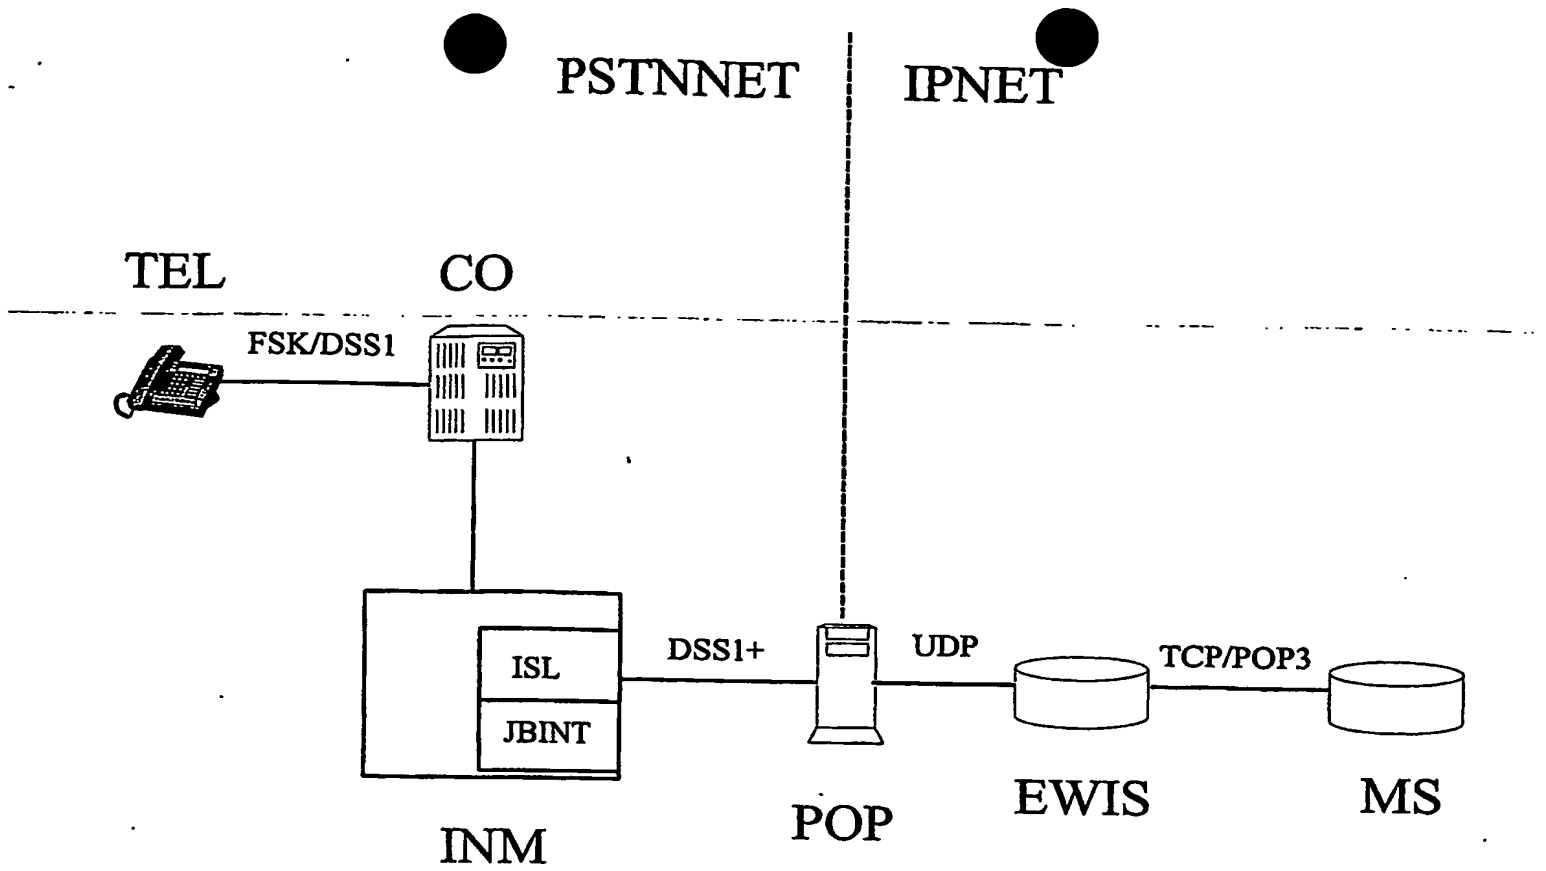 PSTNNET
IPNET
TEL
CO
FSK/DSS1
ISL
JBINT
DSS1+
UDP
TCP/POP3
INM
POP
EWIS
MS